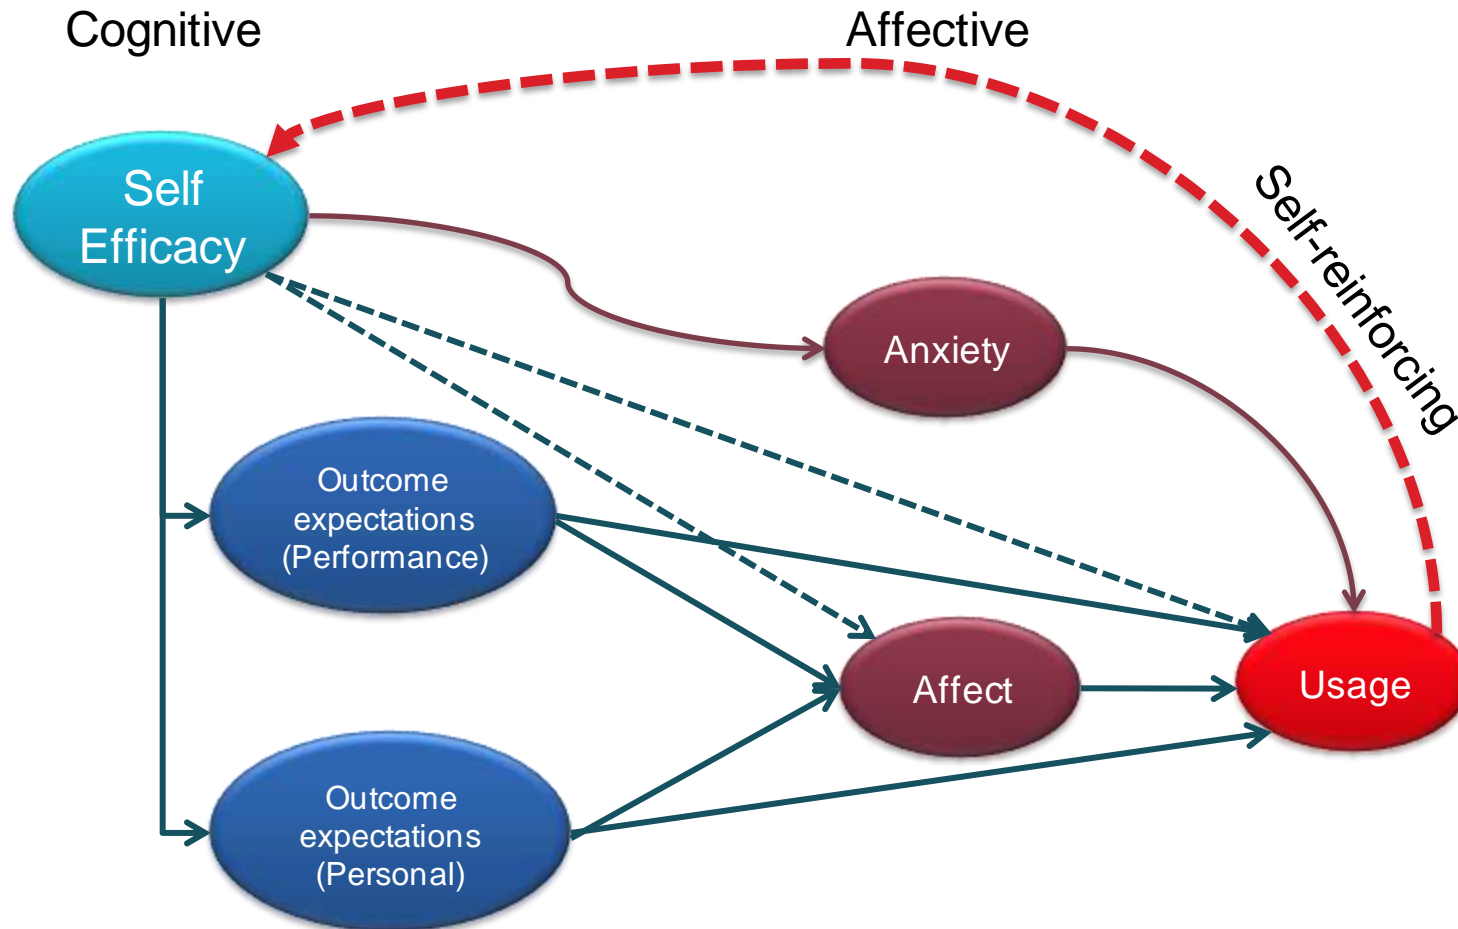 Cognitive
Affective
Self
Efficacy
Self-reinforcing
Anxiety
Outcome
expectations
(Performance)
Affect
Usage
Outcome
expectations
(Personal)